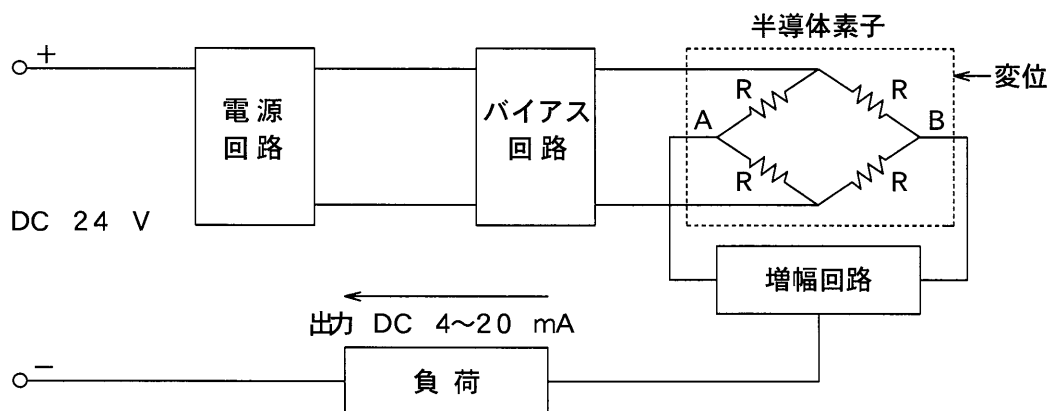 半導体素子
+
変位
電源
回路
バイアス
回路
R
R
A
B
R
R
DC 24 V
増幅回路
出力 DC 4～20 mA
−
負荷